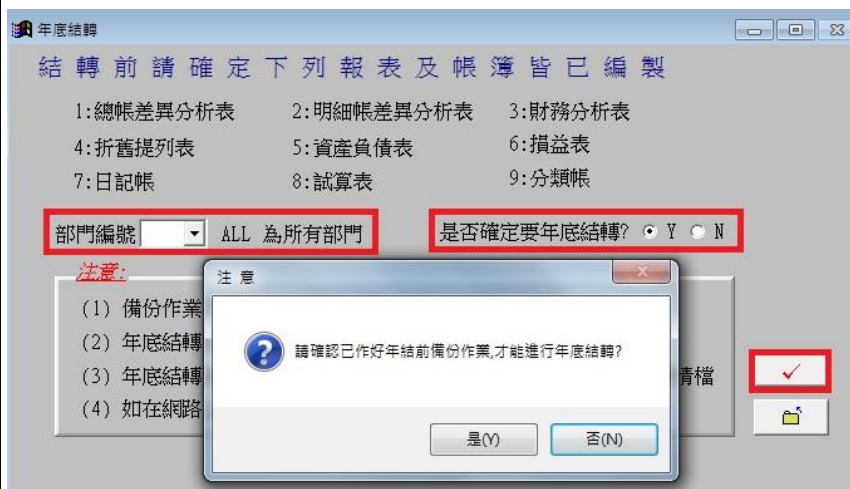 年底結轉
結轉前請確定下列報表及帳簿皆已編製
1:總帳差異分析表 2:明細帳差異分析表 3:財務分析表
4:折舊提列表 5:資產負債表 6:損益表
7:日記帳 8:試算表 9:分類帳
部門編號 ALL 為所有部門 是否確定要年底結轉? Y N
注意:
(1) 備份作業
(2) 年底結轉
(3) 年底結轉 情檔
(4) 如在網路
注 意
請確認已作好年結前備份作業,才能進行年底結轉?
是(Y) 否(N)